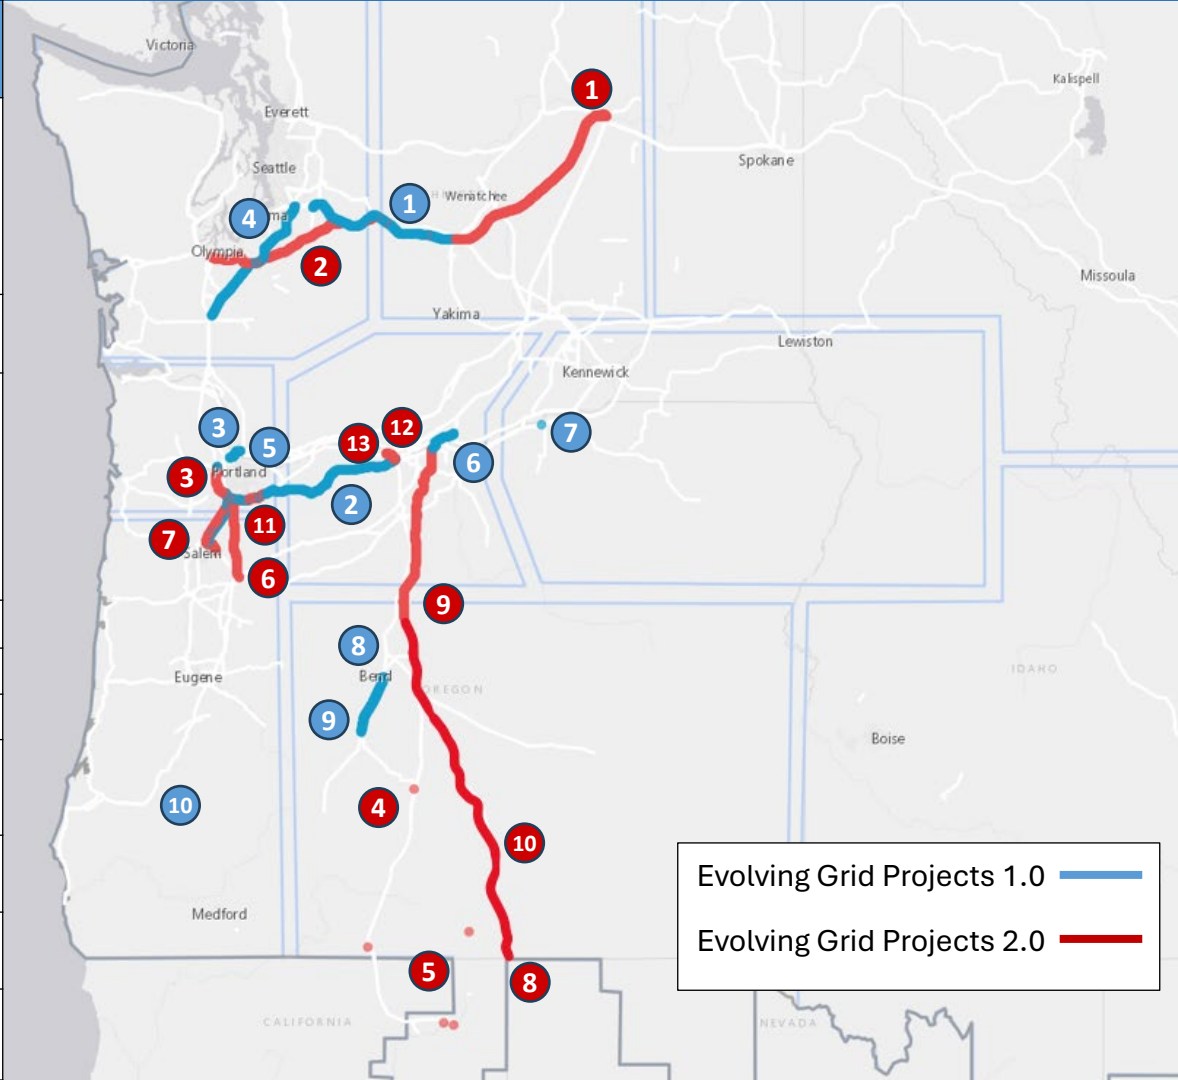 Victoria
Kalispell
1
Everett
Spokane
Seattle
Wenatchee
1
4
ma
Olympia
2
Missoula
Yakima
Lewiston
Kennewick
3
12
7
13
5
6
3
Portland
2
11
7
Salem
6
9
8
Bend
Eugene
OREGON
IDAHO
9
Boise
10
4
10
Evolving Grid Projects 1.0
Medford
Evolving Grid Projects 2.0
5
8
CALIFORNIA
NEVADA